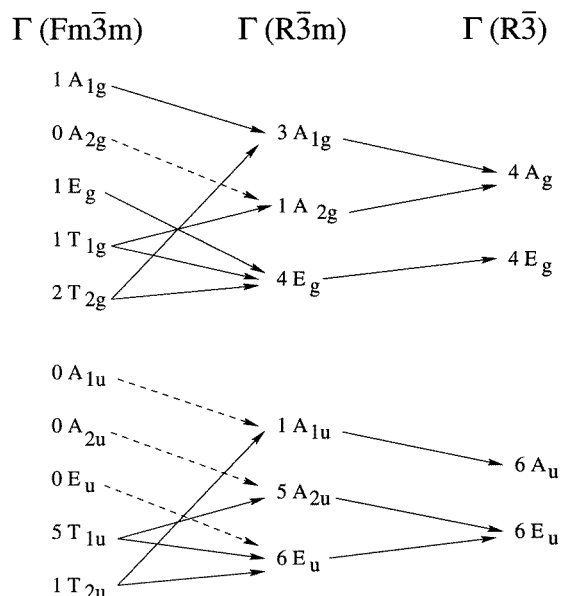 Γ (Fm3̅m) Γ (R3̅m) Γ (R3̅)
1 A1g
0 A2g
1 Eg
1 T1g
2 T2g
3 A1g
1 A2g
4 Eg
4 Ag
4 Eg
0 A1u
0 A2u
0 Eu
5 T1u
1 T2u
1 A1u
5 A2u
6 Eu
6 Au
6 Eu